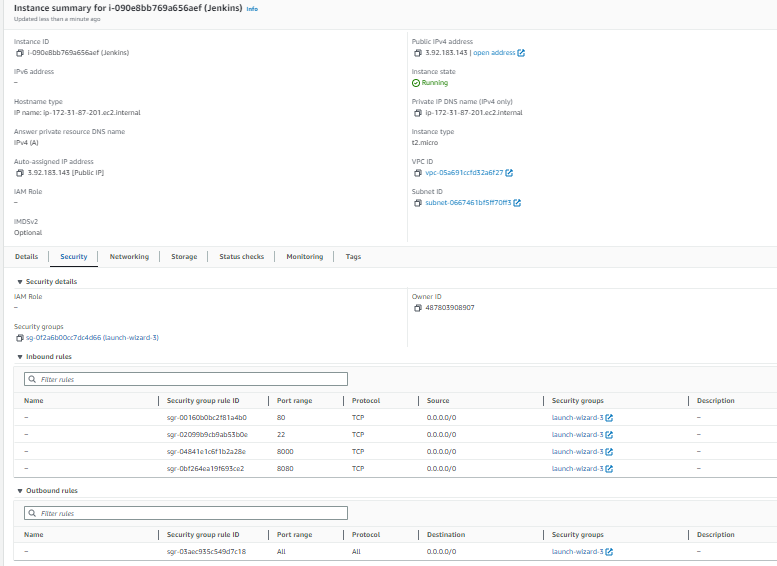 Instance summary for i-090e8bb769a656aef (Jenkins) Info
Updated less than a minute ago
Instance ID
i-090e8bb769a656aef (Jenkins)
Public IPv4 address
3.92.183.143 | open address
IPv6 address
–
Instance state
Running
Hostname type
IP name: ip-172-31-87-201.ec2.internal
Private IP DNS name (IPv4 only)
ip-172-31-87-201.ec2.internal
Answer private resource DNS name
IPv4 (A)
Instance type
t2.micro
Auto-assigned IP address
3.92.183.143 [Public IP]
VPC ID
vpc-05a691ccfd32a6f27
IAM Role
–
Subnet ID
subnet-0667461bf5ff70ff3
IMDSv2
Optional
Details Security Networking Storage Status checks Monitoring Tags
Security details
IAM Role
–
Owner ID
487803908907
Security groups
sg-0f2a6b00cc7dc4d66 (launch-wizard-3)
Inbound rules
Filter rules
Name Security group rule ID Port range Protocol Source Security groups Description
– sgr-00160b0bc2f81a4b0 80 TCP 0.0.0.0/0 launch-wizard-3 –
– sgr-02099b9cb9ab53b0e 22 TCP 0.0.0.0/0 launch-wizard-3 –
– sgr-04841e1c6f1b2a28e 8000 TCP 0.0.0.0/0 launch-wizard-3 –
– sgr-0bf264ea19f693ce2 8080 TCP 0.0.0.0/0 launch-wizard-3 –
Outbound rules
Filter rules
Name Security group rule ID Port range Protocol Destination Security groups Description
– sgr-03aec935c549d7c18 All All 0.0.0.0/0 launch-wizard-3 –